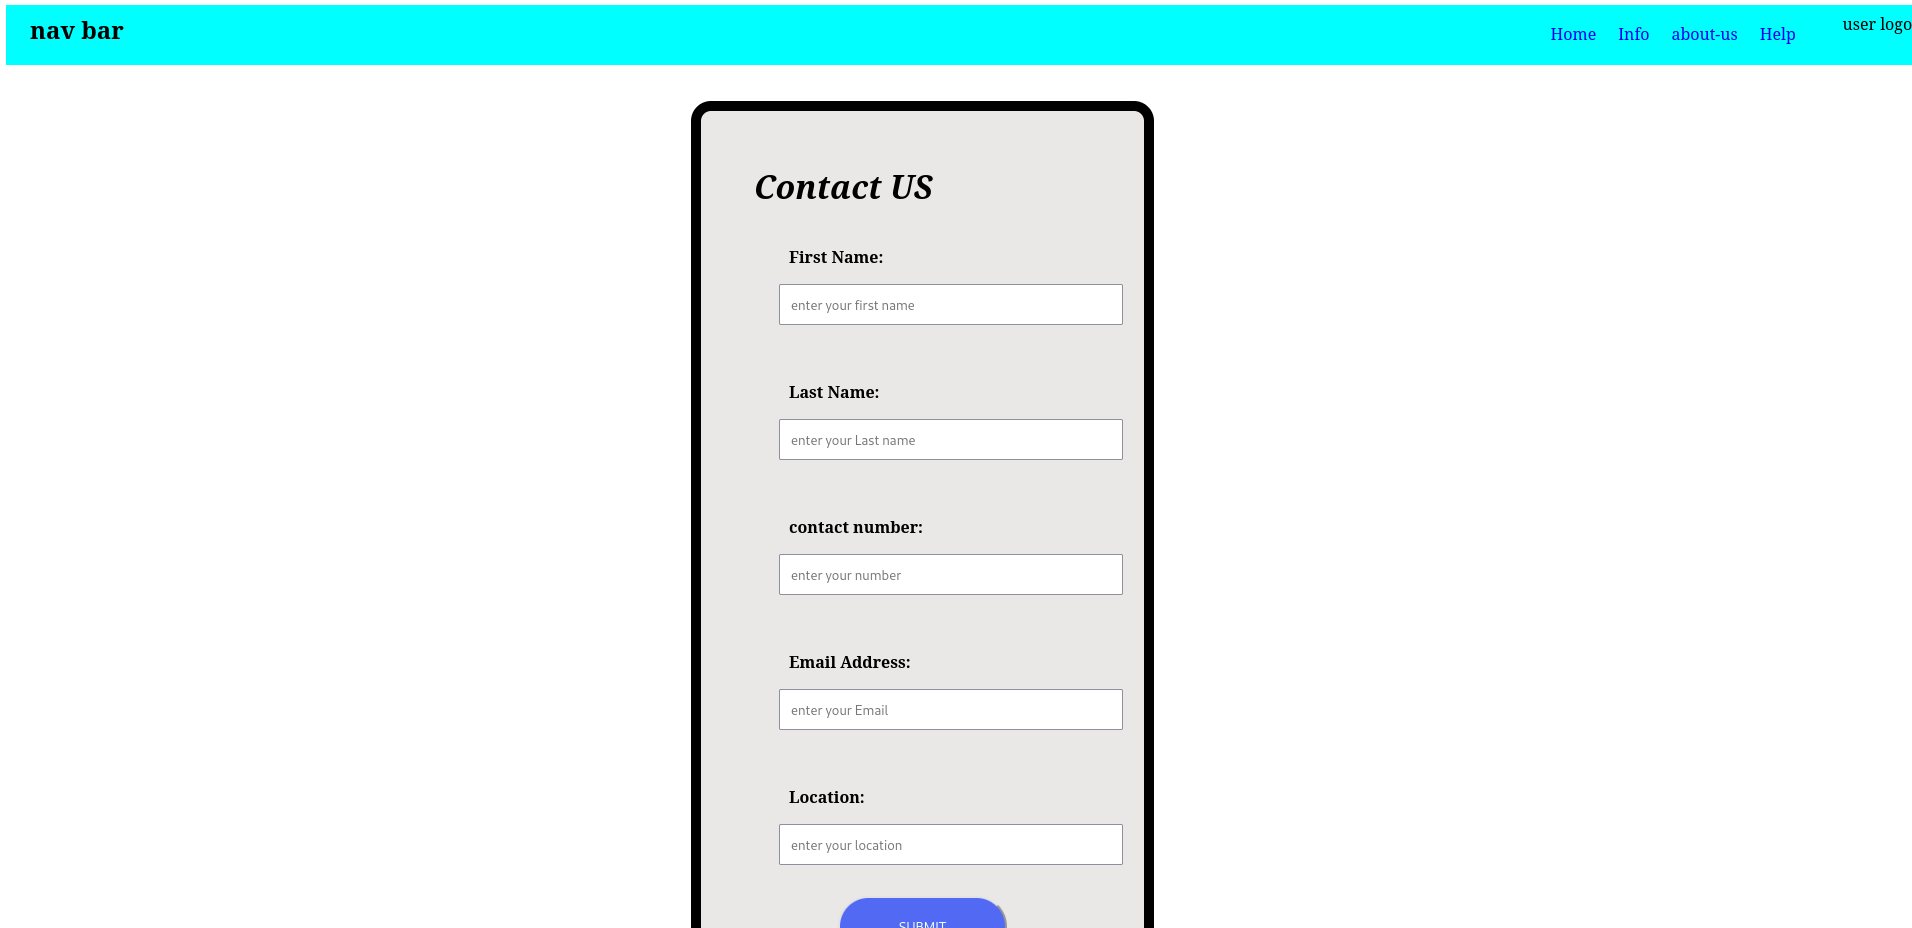 nav bar
Home Info about-us Help user logo
Contact US
First Name:
enter your first name
Last Name:
enter your Last name
contact number:
enter your number
Email Address:
enter your Email
Location:
enter your location
SUBMIT